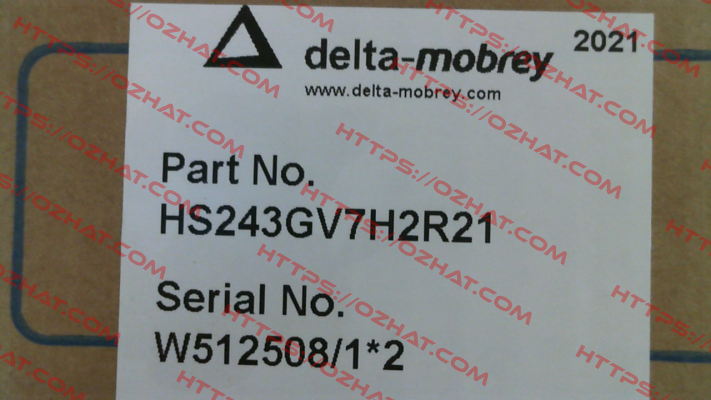 delta-mobrey 2021
www.delta-mobrey.com
Part No.
HS243GV7H2R21
Serial No.
W512508/1*2
HTTPS://OZHAT.COM